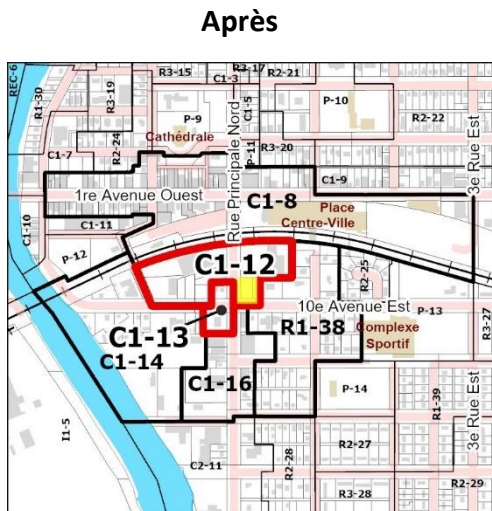 Après
REC-6
R1-30
R3-15
R3-17
C1-3
R2-21
R3-19
P-9
C1-5
P-10
R2-22
Cathédrale
Rue Principale Nord
3e Rue Est
R2-24
P-11
R3-20
C1-7
C1-9
1re Avenue Ouest
C1-8
C1-10
C1-11
Place
Centre-Ville
P-12
C1-12
R2-25
10e Avenue Est
P-13
C1-13
R1-38
Complexe
Sportif
R3-27
C1-14
C1-16
P-14
I1-5
R1-39
3e Rue Est
C2-11
R2-28
R2-27
R3-28
R2-29